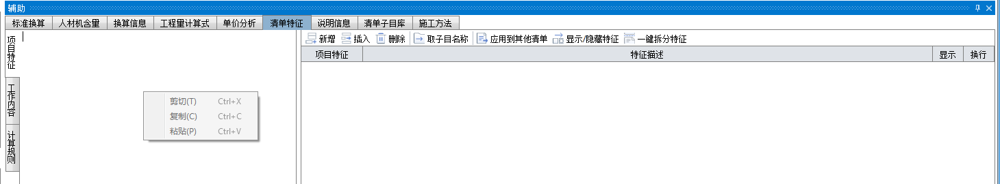 辅助
标准换算 人材机含量 换算信息 工程量计算式 单价分析 清单特征 说明信息 清单子目库 施工方法
项目特征
工作内容
计算规则
剪切(T) Ctrl+X
复制(C) Ctrl+C
粘贴(P) Ctrl+V
新增 插入 删除 取子目名称 应用到其他清单 显示/隐藏特征 一键拆分特征
项目特征 特征描述 显示 换行